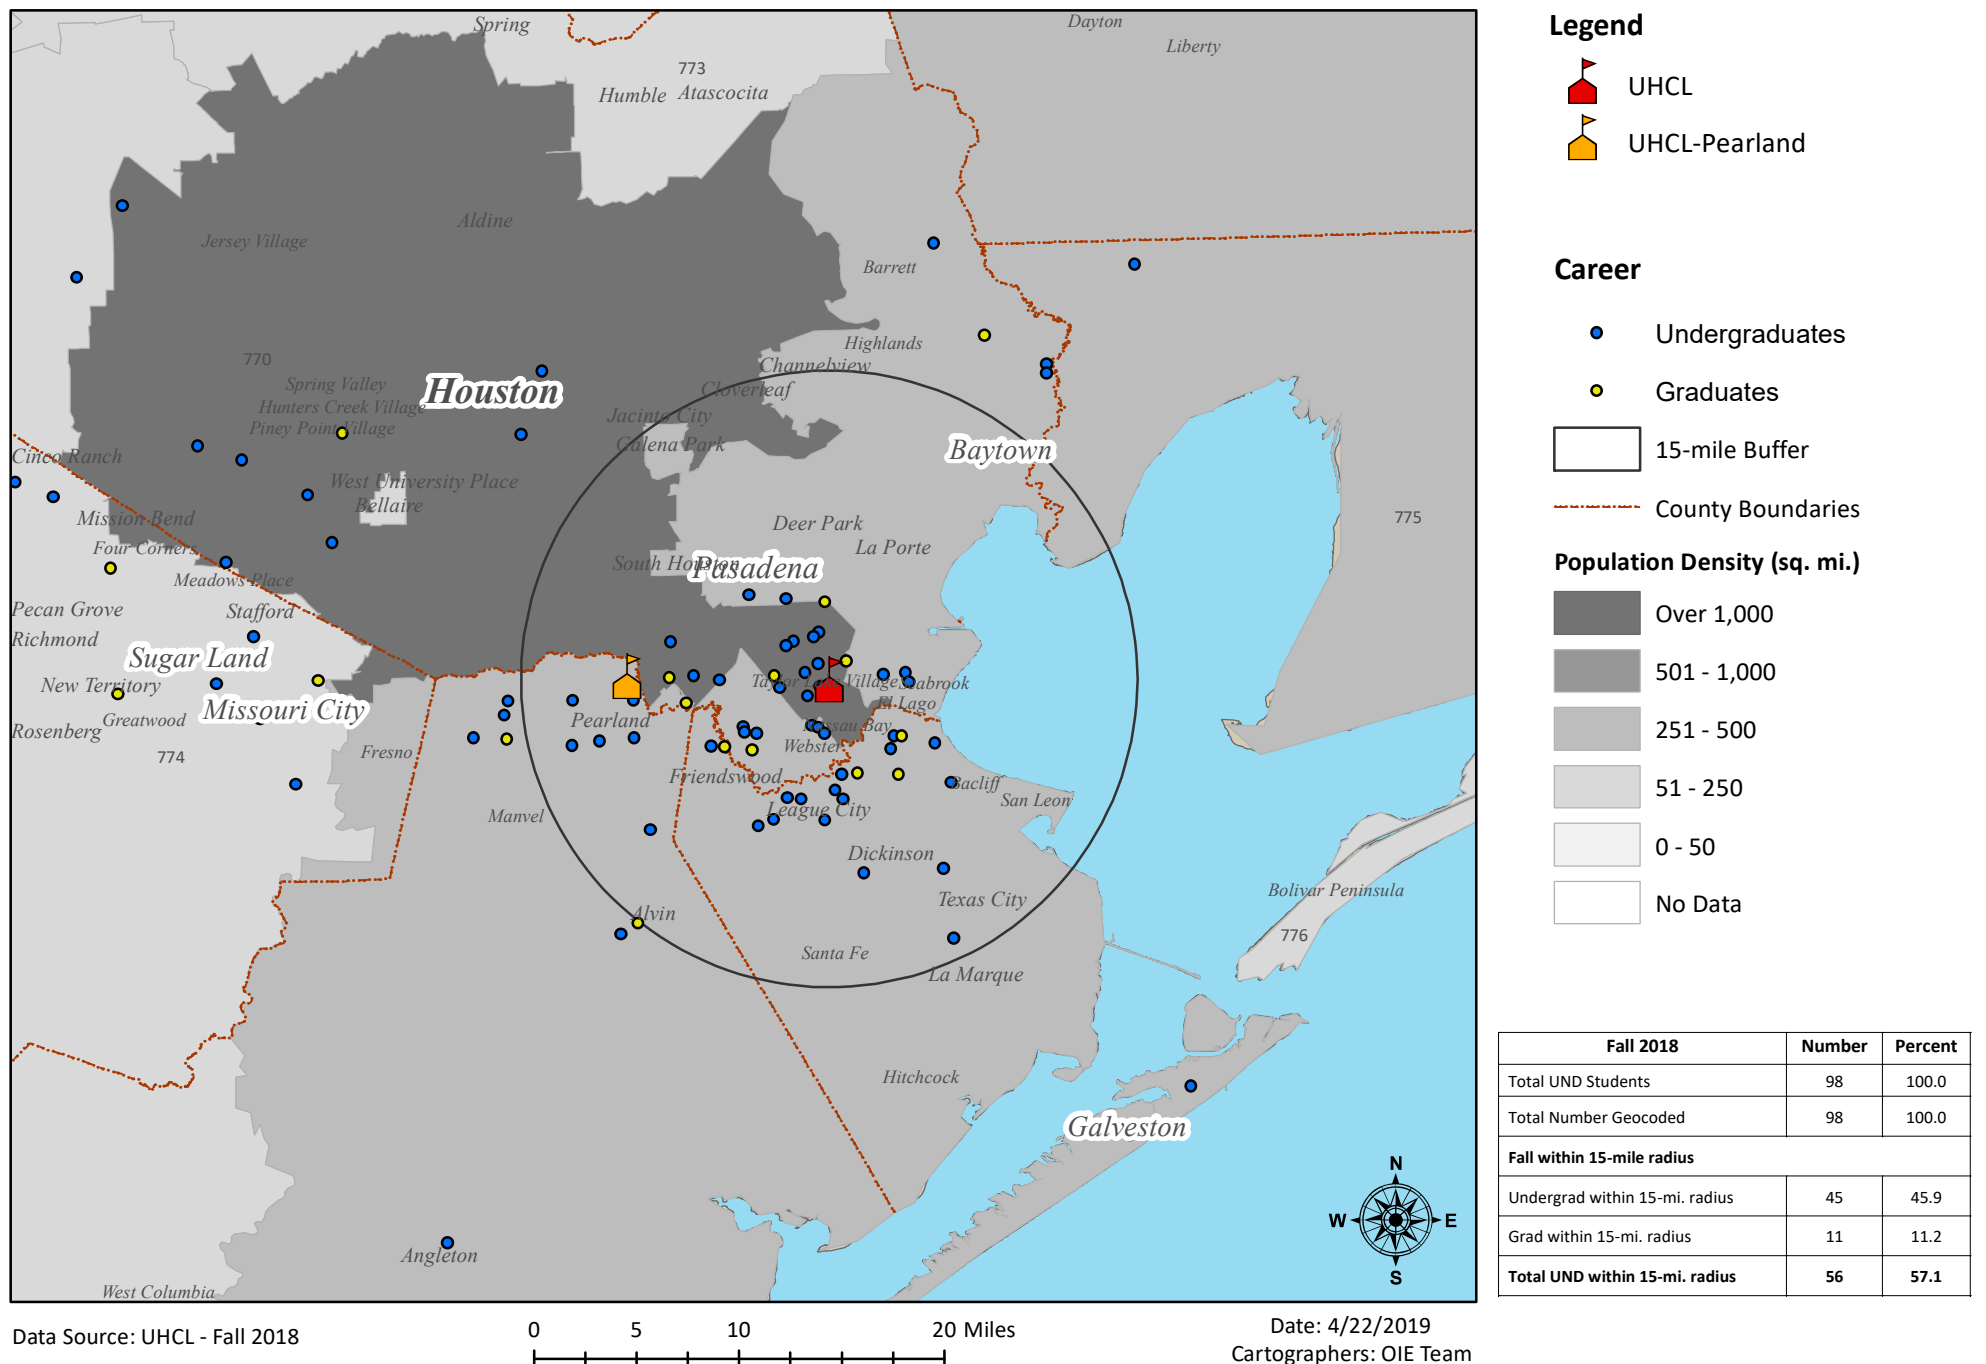 Spring
Dayton
Liberty
773
Humble
Atascocita
Jersey Village
Aldine
Barrett
Highlands
Channelview
Cloverleaf
770
Spring Valley
Houston
Hunters Creek Village
Piney Point Village
Jacinto City
Galena Park
Baytown
Cinco Ranch
West University Place
Bellaire
Mission Bend
Four Corners
Deer Park
La Porte
775
South Houston
Pasadena
Meadows Place
Pecan Grove
Stafford
Richmond
Sugar Land
New Territory
Greatwood
Missouri City
Rosenberg
774
Fresno
Pearland
Taylor Lake Village
Seabrook
El Lago
Nassau Bay
Webster
Friendswood
League City
Bacliff
San Leon
Manvel
Dickinson
Texas City
Bolivar Peninsula
776
Alvin
Santa Fe
La Marque
Hitchcock
Galveston
Angleton
West Columbia
N
W E
S
Legend
UHCL
UHCL-Pearland
Career
Undergraduates
Graduates
15-mile Buffer
County Boundaries
Population Density (sq. mi.)
Over 1,000
501 - 1,000
251 - 500
51 - 250
0 - 50
No Data
Fall 2018 Number Percent
Total UND Students 98 100.0
Total Number Geocoded 98 100.0
Fall within 15-mile radius
Undergrad within 15-mi. radius 45 45.9
Grad within 15-mi. radius 11 11.2
Total UND within 15-mi. radius 56 57.1
Data Source: UHCL - Fall 2018
0 5 10 20 Miles
Date: 4/22/2019
Cartographers: OIE Team